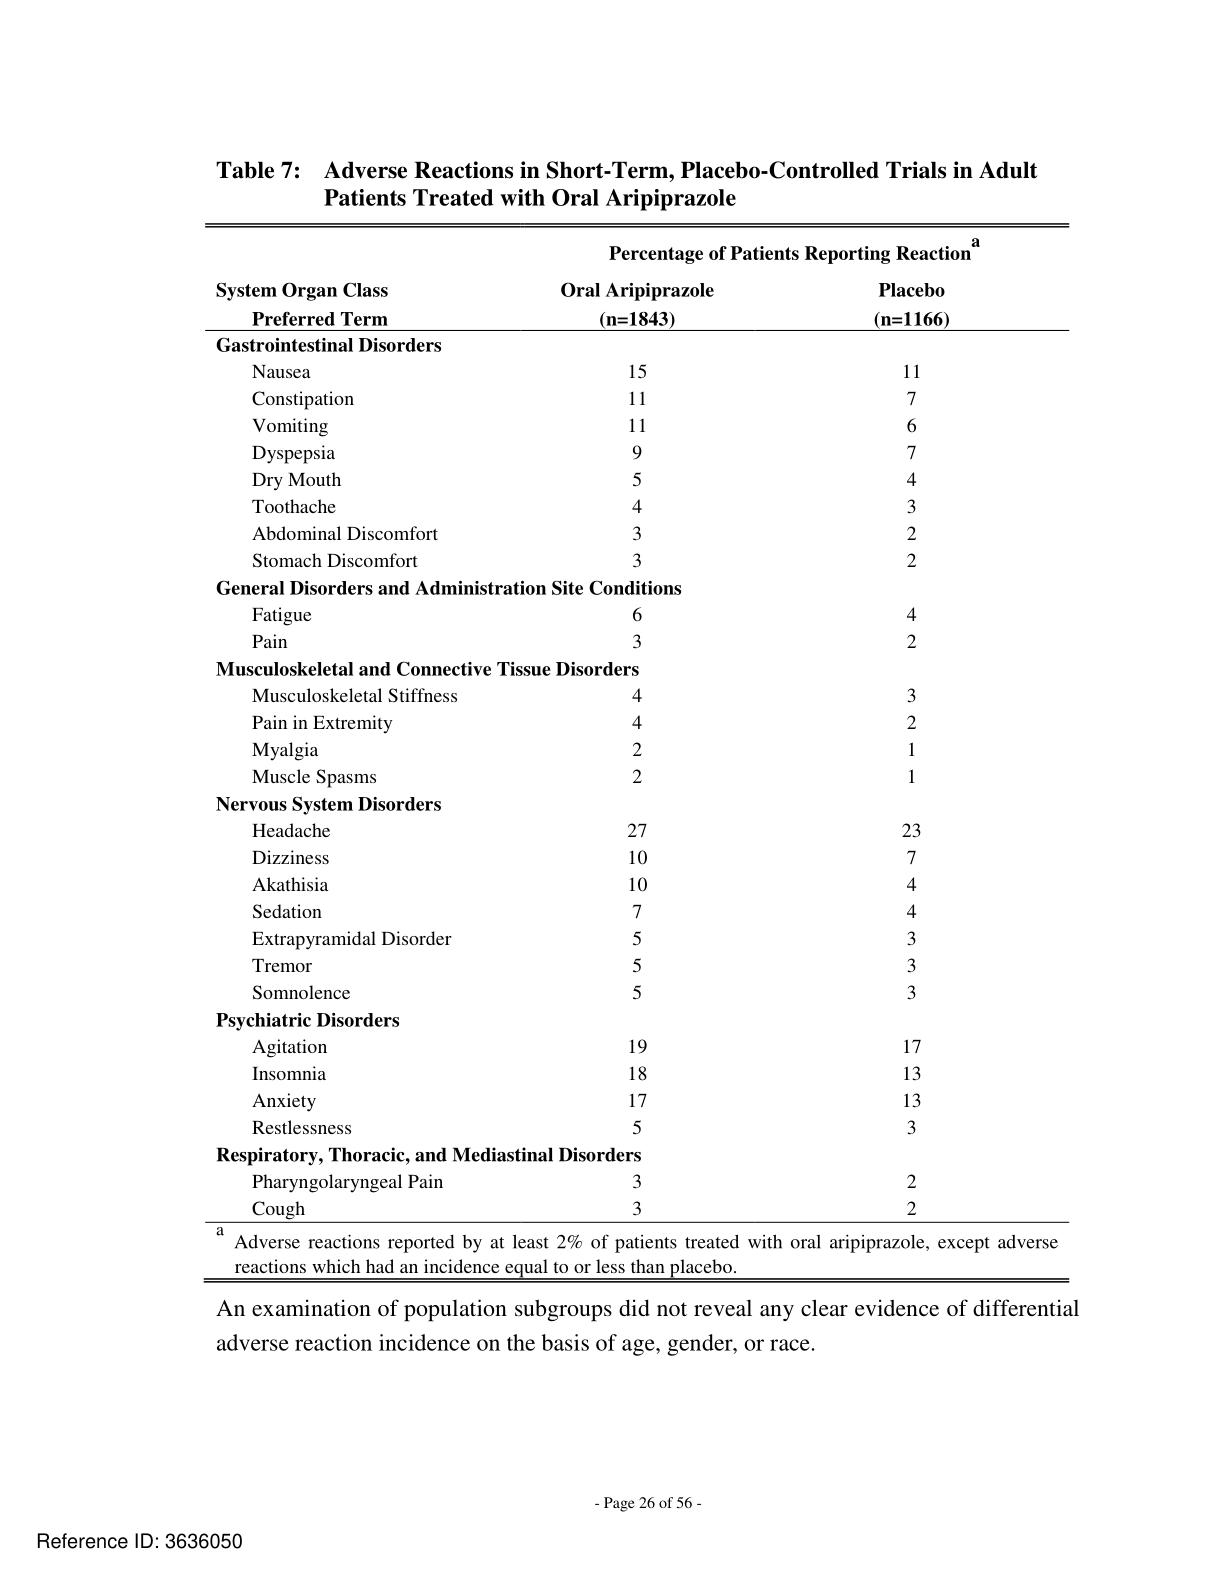 Table 7: Adverse Reactions in Short-Term, Placebo-Controlled Trials in Adult
Patients Treated with Oral Aripiprazole
Percentage of Patients Reporting Reaction^a
System Organ Class Oral Aripiprazole Placebo
Preferred Term (n=1843) (n=1166)
Gastrointestinal Disorders
Nausea 15 11
Constipation 11 7
Vomiting 11 6
Dyspepsia 9 7
Dry Mouth 5 4
Toothache 4 3
Abdominal Discomfort 3 2
Stomach Discomfort 3 2
General Disorders and Administration Site Conditions
Fatigue 6 4
Pain 3 2
Musculoskeletal and Connective Tissue Disorders
Musculoskeletal Stiffness 4 3
Pain in Extremity 4 2
Myalgia 2 1
Muscle Spasms 2 1
Nervous System Disorders
Headache 27 23
Dizziness 10 7
Akathisia 10 4
Sedation 7 4
Extrapyramidal Disorder 5 3
Tremor 5 3
Somnolence 5 3
Psychiatric Disorders
Agitation 19 17
Insomnia 18 13
Anxiety 17 13
Restlessness 5 3
Respiratory, Thoracic, and Mediastinal Disorders
Pharyngolaryngeal Pain 3 2
Cough 3 2
a Adverse reactions reported by at least 2% of patients treated with oral aripiprazole, except adverse
reactions which had an incidence equal to or less than placebo.
An examination of population subgroups did not reveal any clear evidence of differential
adverse reaction incidence on the basis of age, gender, or race.
- Page 26 of 56 -
Reference ID: 3636050